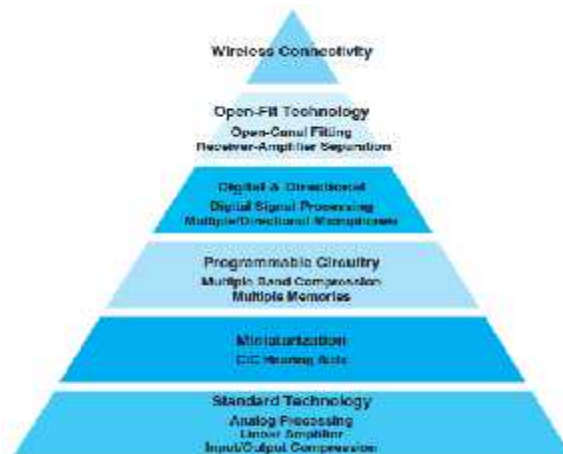 Wireless Connectivity
Open-Fit Technology
Open-Canal Fitting
Receiver-Amplifier Separation
Digital & Directional
Digital Signal Processing
Multiple/Directional Microphones
Programmable Circuitry
Multiple Band Compression
Multiple Memories
Miniaturization
CIC Hearing Aids
Standard Technology
Analog Processing
Linear Amplifier
Input/Output Compression